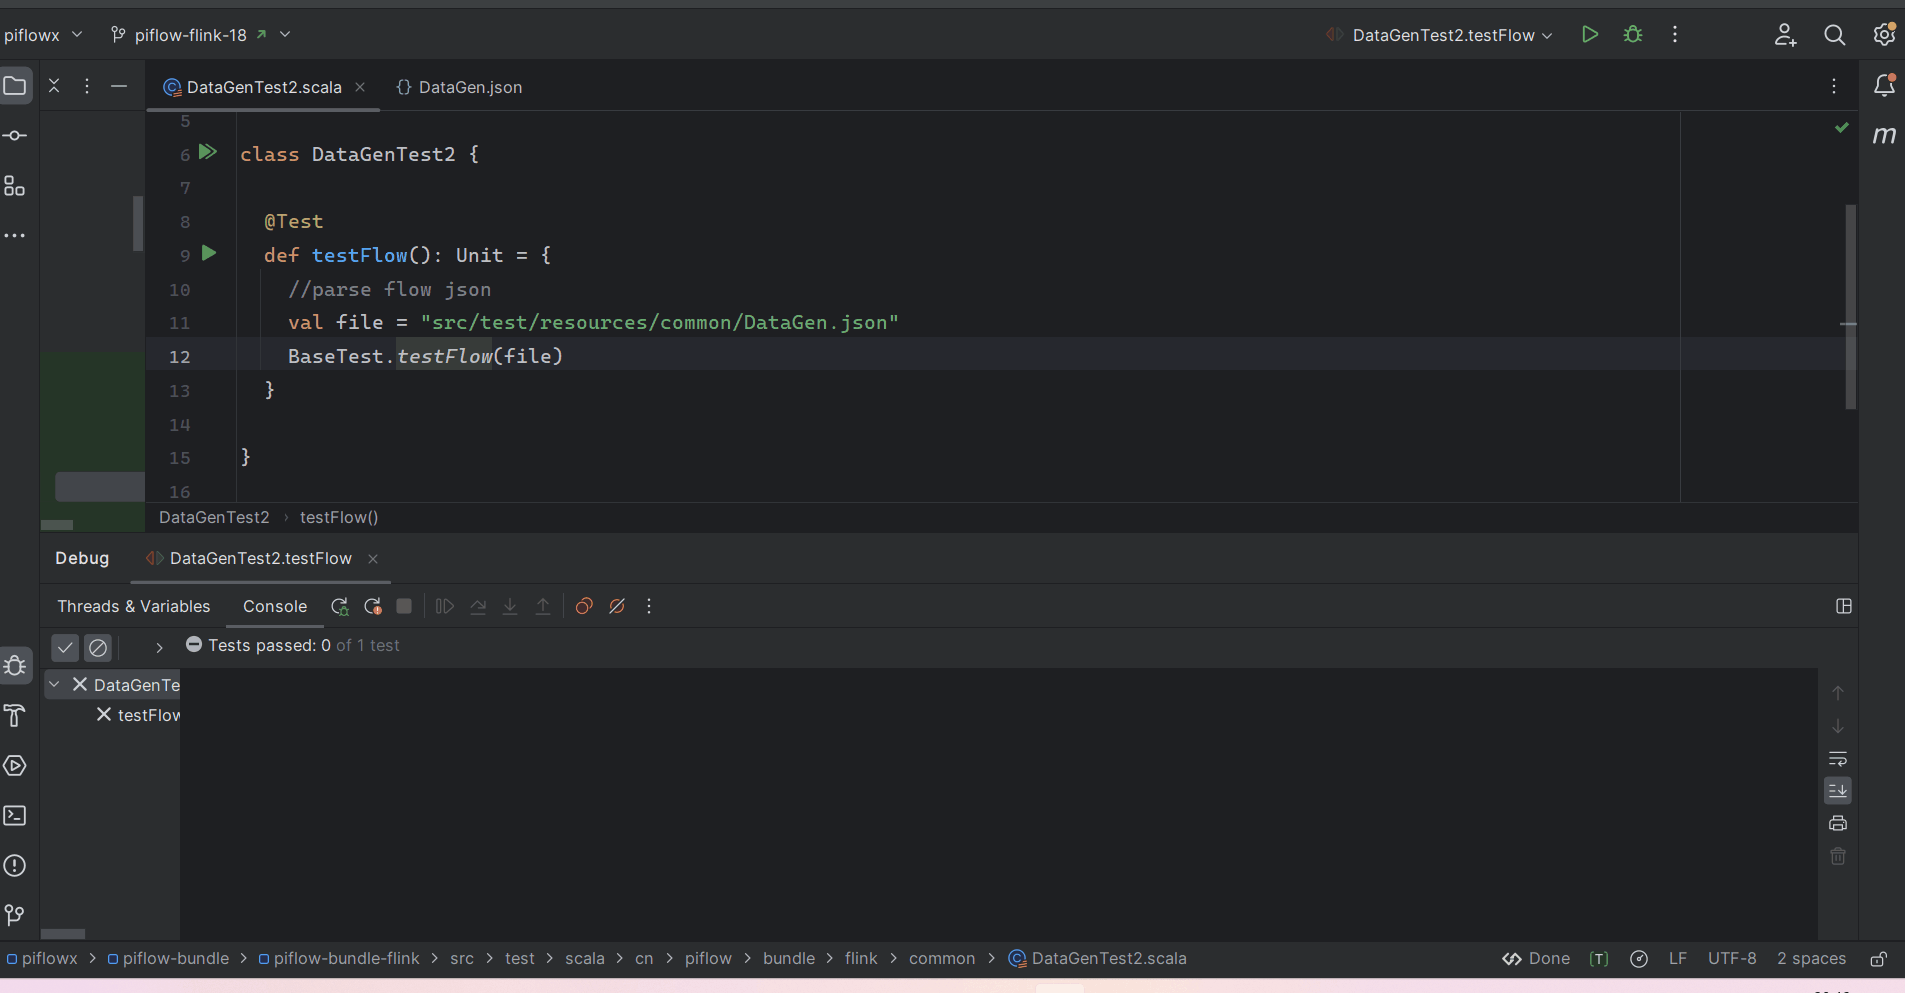 piflowx piflow-flink-18 DataGenTest2.testFlow
DataGenTest2.scala {} DataGen.json
5
6 class DataGenTest2 {
7
8 @Test
9 def testFlow(): Unit = {
10 //parse flow json
11 val file = "src/test/resources/common/DataGen.json"
12 BaseTest.testFlow(file)
13 }
14
15 }
16
DataGenTest2 › testFlow()
Debug DataGenTest2.testFlow
Threads & Variables Console
Tests passed: 0 of 1 test
DataGenTe
testFlow
piflowx > piflow-bundle > piflow-bundle-flink > src > test > scala > cn > piflow > bundle > flink > common > DataGenTest2.scala Done [T] LF UTF-8 2 spaces
m